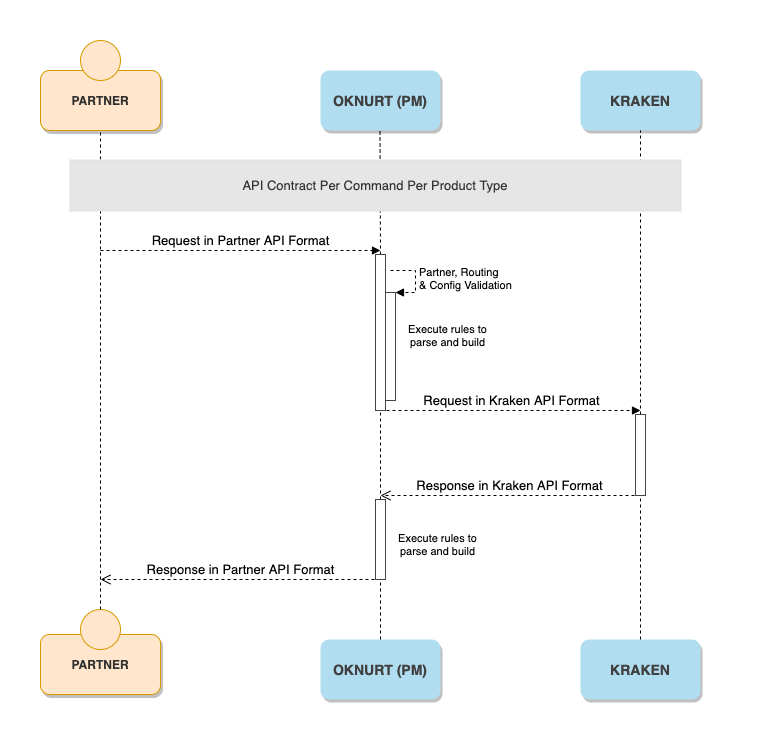 PARTNER
OKNURT (PM)
KRAKEN
API Contract Per Command Per Product Type
Request in Partner API Format
Partner, Routing
& Config Validation
Execute rules to
parse and build
Request in Kraken API Format
Response in Kraken API Format
Execute rules to
parse and build
Response in Partner API Format
PARTNER
OKNURT (PM)
KRAKEN